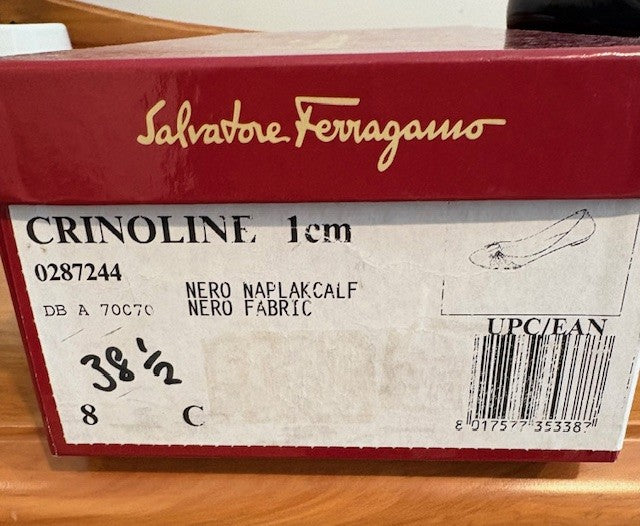 Salvatore Ferragamo
CRINOLINE 1cm
0287244
DB A 70C70
NERO NAPLAKCALF
NERO FABRIC
38 1/2
8 C
UPC/EAN
8 017577 353387